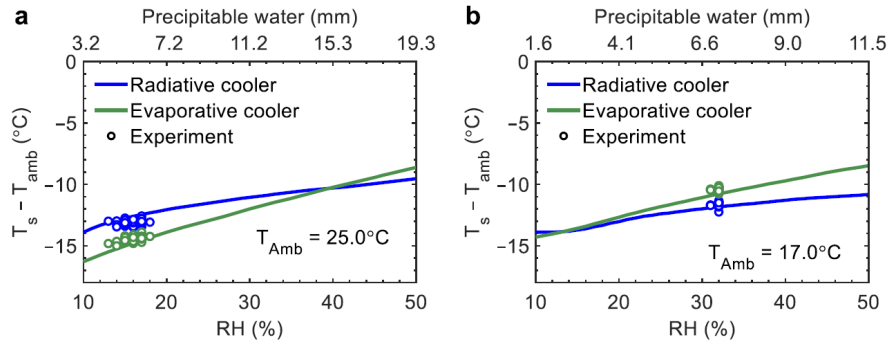 a
Precipitable water (mm)
3.2 7.2 11.2 15.3 19.3
0
−5
−10
−15
Ts − Tamb (°C)
Radiative cooler
Evaporative cooler
Experiment
TAmb = 25.0°C
10 20 30 40 50
RH (%)
b
Precipitable water (mm)
1.6 4.1 6.6 9.0 11.5
0
−5
−10
−15
Ts − Tamb (°C)
Radiative cooler
Evaporative cooler
Experiment
TAmb = 17.0°C
10 20 30 40 50
RH (%)